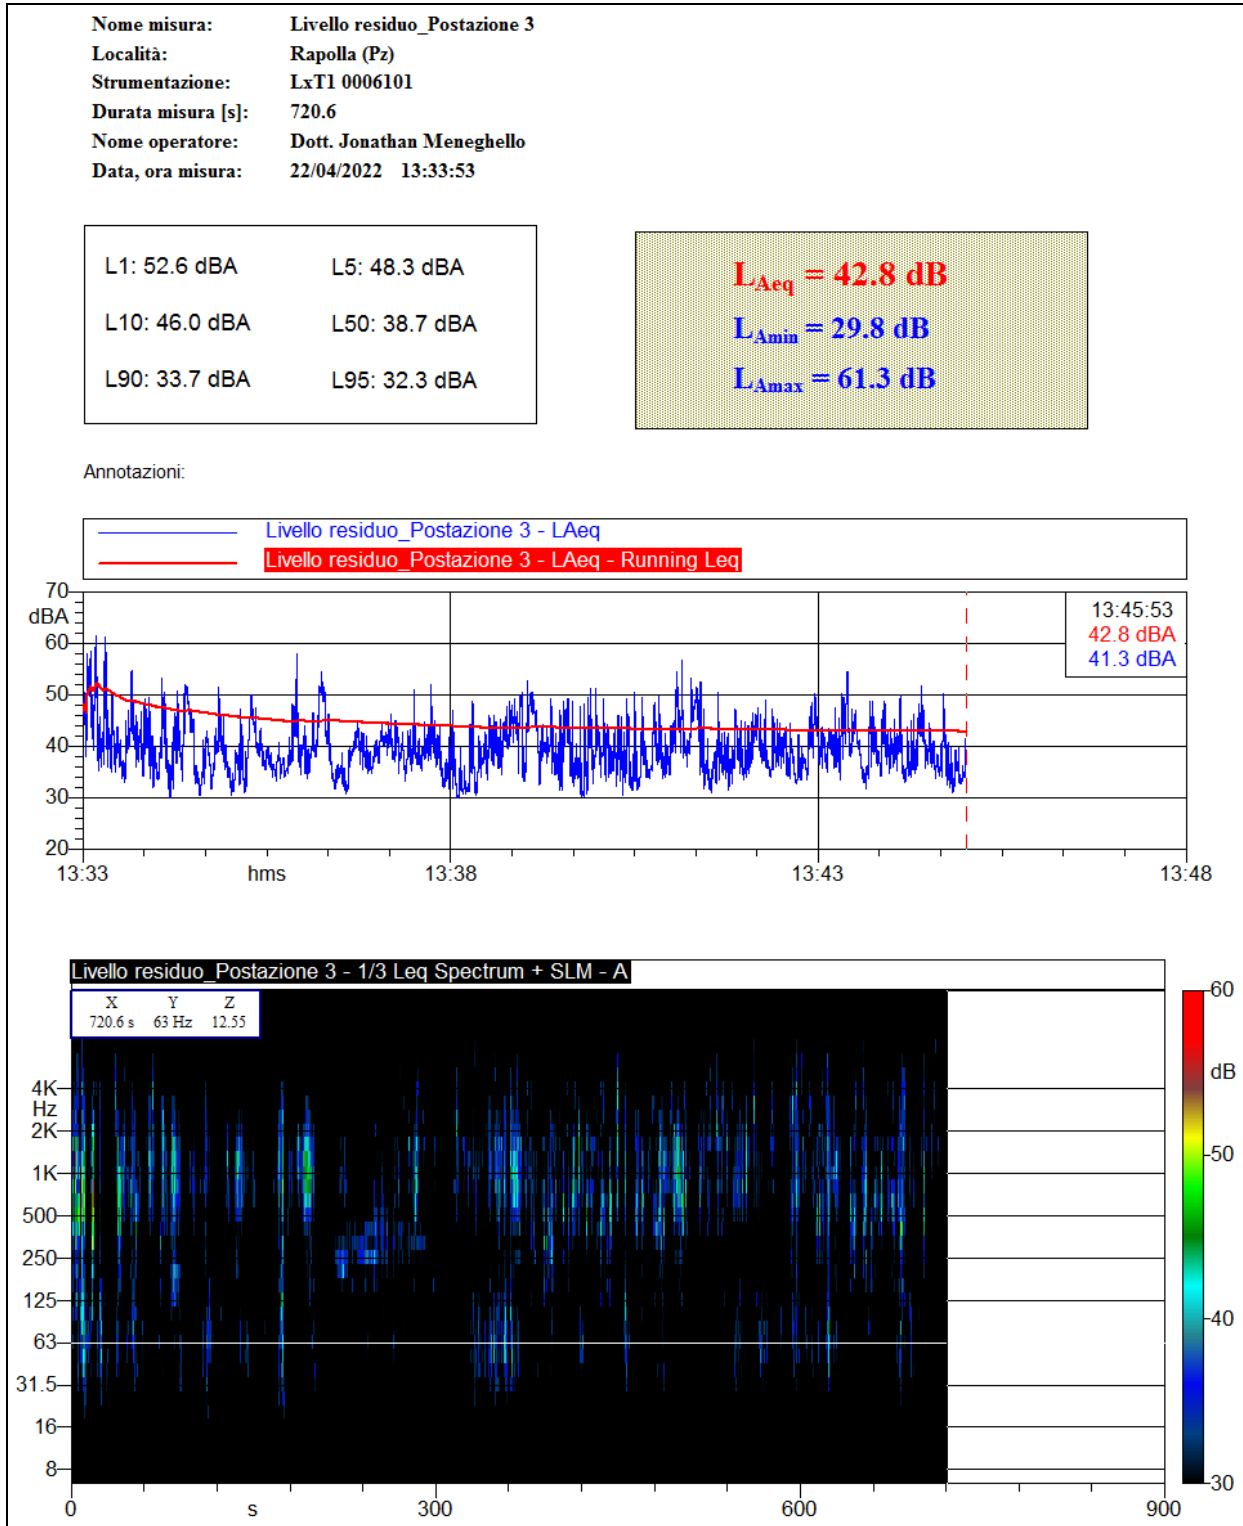 Nome misura: Livello residuo_Postazione 3
Località: Rapolla (Pz)
Strumentazione: LxT1 0006101
Durata misura [s]: 720.6
Nome operatore: Dott. Jonathan Meneghello
Data, ora misura: 22/04/2022 13:33:53
L1: 52.6 dBA L5: 48.3 dBA
L10: 46.0 dBA L50: 38.7 dBA
L90: 33.7 dBA L95: 32.3 dBA
LAeq = 42.8 dB
LAmin = 29.8 dB
LAmax = 61.3 dB
Annotazioni:
Livello residuo_Postazione 3 - LAeq
Livello residuo_Postazione 3 - LAeq - Running Leq
70
dBA
60
50
40
30
20
13:45:53
42.8 dBA
41.3 dBA
13:33 hms 13:38 13:43 13:48
Livello residuo_Postazione 3 - 1/3 Leq Spectrum + SLM - A
X Y Z
720.6 s 63 Hz 12.55
4K
Hz
2K
1K
500
250
125
63
31.5
16
8
0 s 300 600 900
60
dB
50
40
30